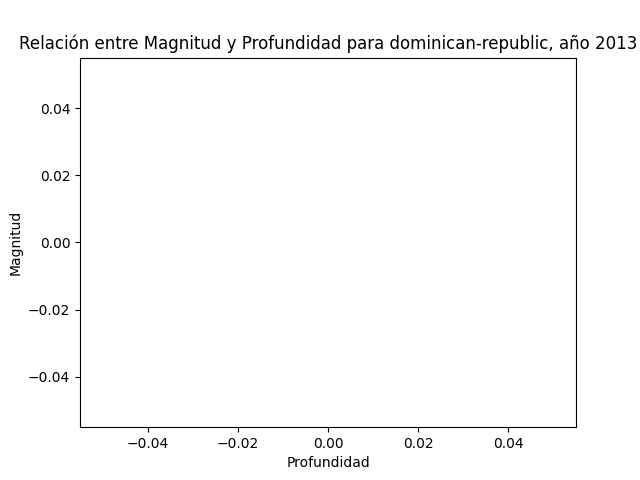 Relación entre Magnitud y Profundidad para dominican-republic, año 2013
0.04
0.02
0.00
−0.02
−0.04
Magnitud
−0.04 −0.02 0.00 0.02 0.04
Profundidad